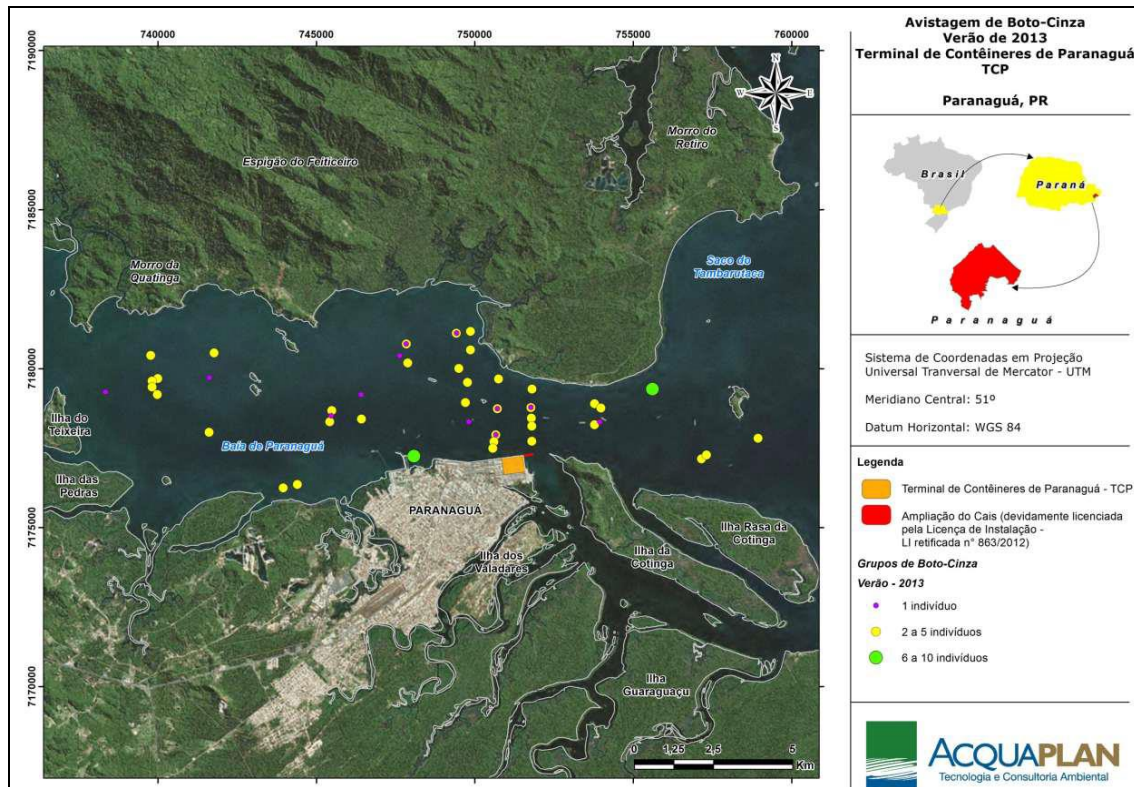 740000
745000
750000
755000
760000
7190000
7185000
7180000
7175000
7170000
N
W
E
S
Espigão do Feiticeiro
Morro do
Retiro
Morro da
Quatinga
Saco do
Tambarutaca
Ilha do
Teixeira
Baía de Paranaguá
Ilha das
Pedras
PARANAGUÁ
Ilha dos
Valadares
Ilha da
Cotinga
Ilha Rasa da
Cotinga
Ilha
Guaraguaçu
0 1,25 2,5 5
Km
Avistagem de Boto-Cinza
Verão de 2013
Terminal de Contêineres de Paranaguá
TCP
Paranaguá, PR
Brasil
Paraná
Paranaguá
Sistema de Coordenadas em Projeção
Universal Tranversal de Mercator - UTM
Meridiano Central: 51º
Datum Horizontal: WGS 84
Legenda
Terminal de Contêineres de Paranaguá - TCP
Ampliação do Cais (devidamente licenciada
pela Licença de Instalação -
LI retificada n° 863/2012)
Grupos de Boto-Cinza
Verão - 2013
1 indivíduo
2 a 5 indivíduos
6 a 10 indivíduos
ACQUAPLAN
Tecnologia e Consultoria Ambiental